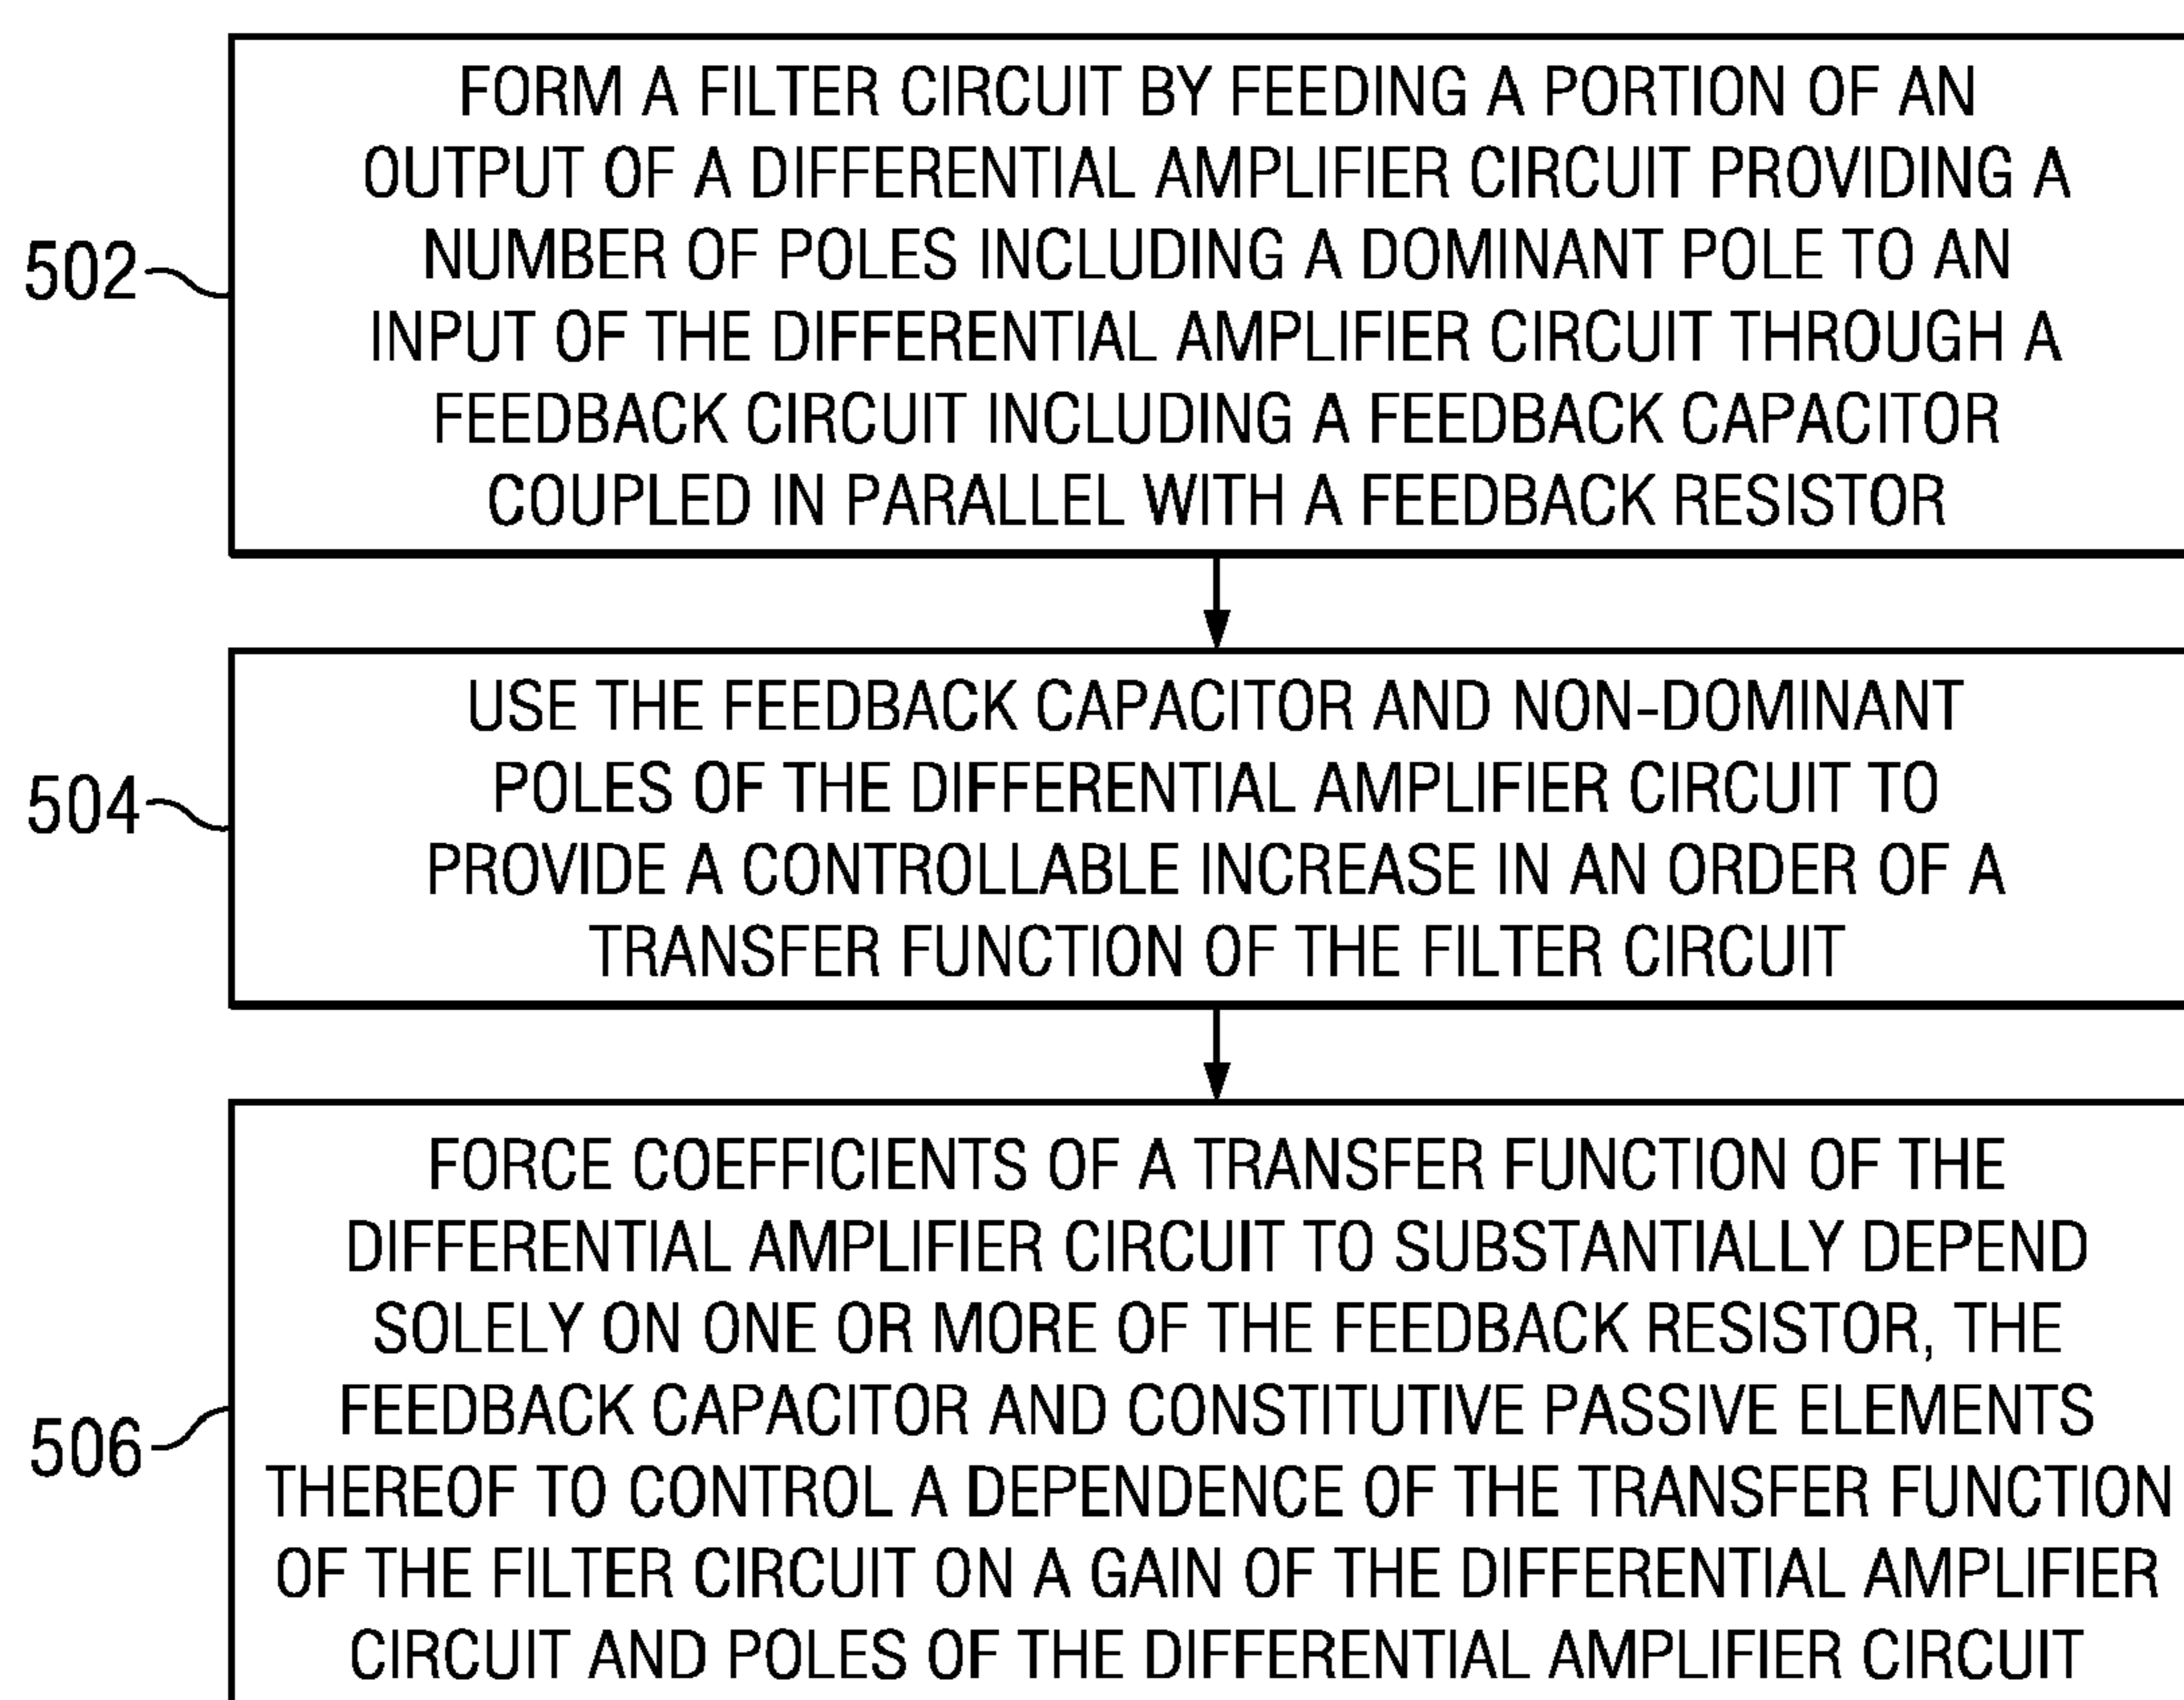 FORM A FILTER CIRCUIT BY FEEDING A PORTION OF AN
OUTPUT OF A DIFFERENTIAL AMPLIFIER CIRCUIT PROVIDING A
NUMBER OF POLES INCLUDING A DOMINANT POLE TO AN
INPUT OF THE DIFFERENTIAL AMPLIFIER CIRCUIT THROUGH A
FEEDBACK CIRCUIT INCLUDING A FEEDBACK CAPACITOR
COUPLED IN PARALLEL WITH A FEEDBACK RESISTOR
502
USE THE FEEDBACK CAPACITOR AND NON-DOMINANT
POLES OF THE DIFFERENTIAL AMPLIFIER CIRCUIT TO
PROVIDE A CONTROLLABLE INCREASE IN AN ORDER OF A
TRANSFER FUNCTION OF THE FILTER CIRCUIT
504
FORCE COEFFICIENTS OF A TRANSFER FUNCTION OF THE
DIFFERENTIAL AMPLIFIER CIRCUIT TO SUBSTANTIALLY DEPEND
SOLELY ON ONE OR MORE OF THE FEEDBACK RESISTOR, THE
FEEDBACK CAPACITOR AND CONSTITUTIVE PASSIVE ELEMENTS
THEREOF TO CONTROL A DEPENDENCE OF THE TRANSFER FUNCTION
OF THE FILTER CIRCUIT ON A GAIN OF THE DIFFERENTIAL AMPLIFIER
CIRCUIT AND POLES OF THE DIFFERENTIAL AMPLIFIER CIRCUIT
506